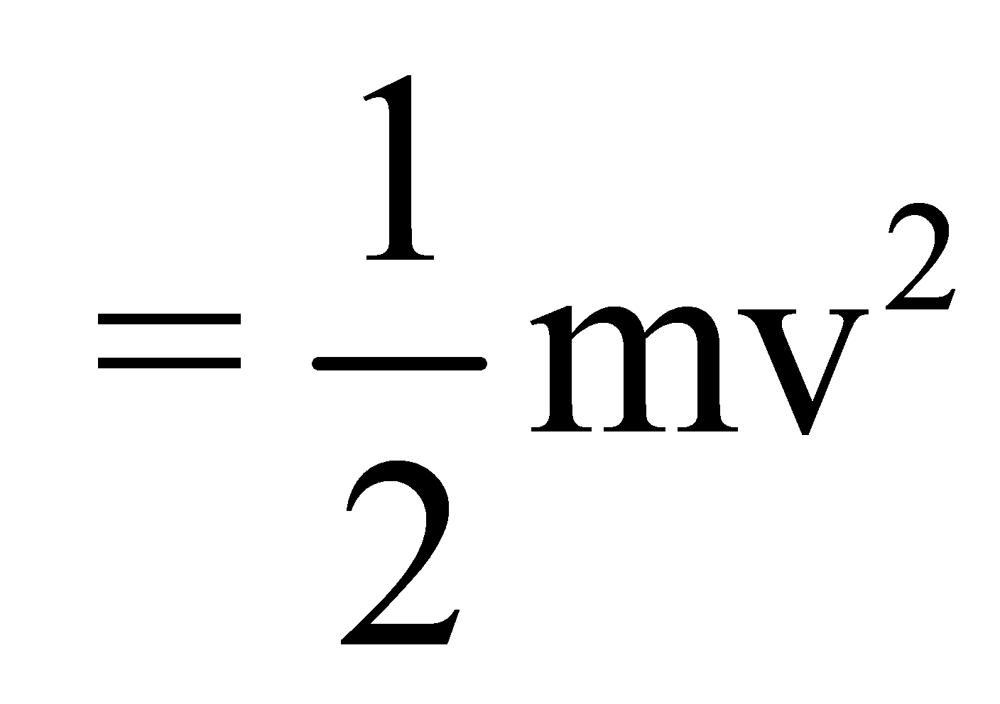 = 1/2 mv²